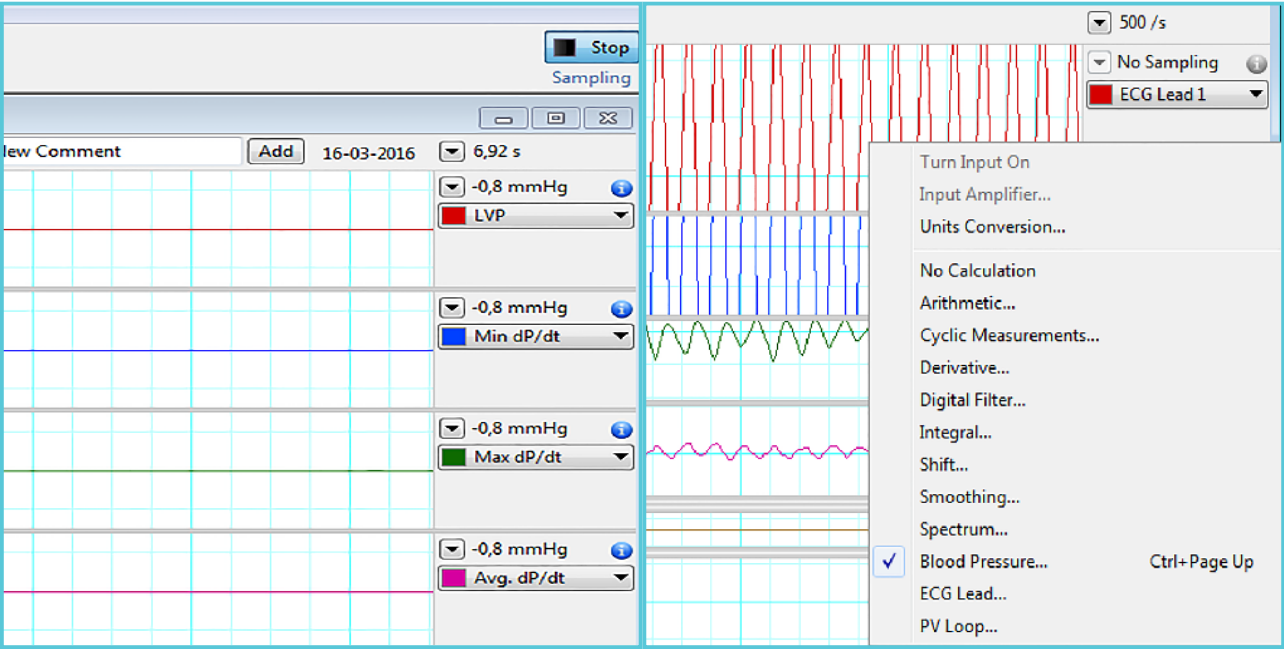 Stop
Sampling
lew Comment Add 16-03-2016 6,92 s
-0,8 mmHg
LVP
-0,8 mmHg
Min dP/dt
-0,8 mmHg
Max dP/dt
-0,8 mmHg
Avg. dP/dt
500 /s
No Sampling
ECG Lead 1
Turn Input On
Input Amplifier...
Units Conversion...
No Calculation
Arithmetic...
Cyclic Measurements...
Derivative...
Digital Filter...
Integral...
Shift...
Smoothing...
Spectrum...
Blood Pressure... Ctrl+Page Up
ECG Lead...
PV Loop...